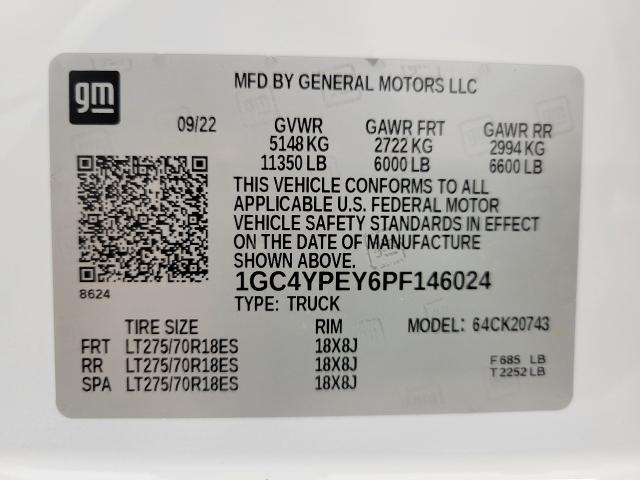 gm
MFD BY GENERAL MOTORS LLC
09/22 GVWR GAWR FRT GAWR RR
5148 KG 2722 KG 2994 KG
11350 LB 6000 LB 6600 LB
THIS VEHICLE CONFORMS TO ALL
APPLICABLE U.S. FEDERAL MOTOR
VEHICLE SAFETY STANDARDS IN EFFECT
ON THE DATE OF MANUFACTURE
SHOWN ABOVE.
8624
1GC4YPEY6PF146024
TYPE: TRUCK
TIRE SIZE RIM MODEL: 64CK20743
FRT LT275/70R18ES 18X8J
RR LT275/70R18ES 18X8J
SPA LT275/70R18ES 18X8J
F 685 LB
T 2252 LB